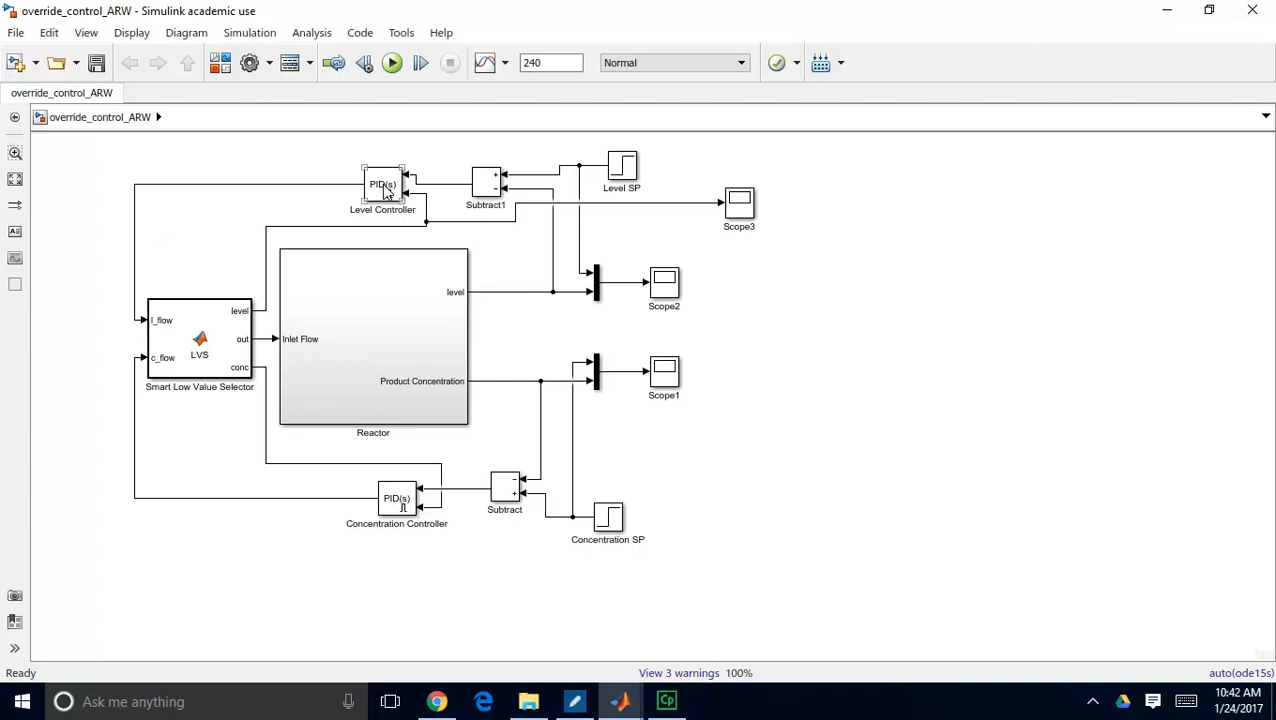 override_control_ARW - Simulink academic use
File Edit View Display Diagram Simulation Analysis Code Tools Help
240 Normal
override_control_ARW
override_control_ARW
PID(s)
Level Controller
+
−
Subtract1
Level SP
Scope3
level
Scope2
l_flow
level
LVS
out
c_flow
conc
Smart Low Value Selector
Inlet Flow
Product Concentration
Reactor
Scope1
PID(s)
Concentration Controller
−
+
Subtract
Concentration SP
Ready View 3 warnings 100% auto(ode15s)
Ask me anything
Cp
10:42 AM
1/24/2017